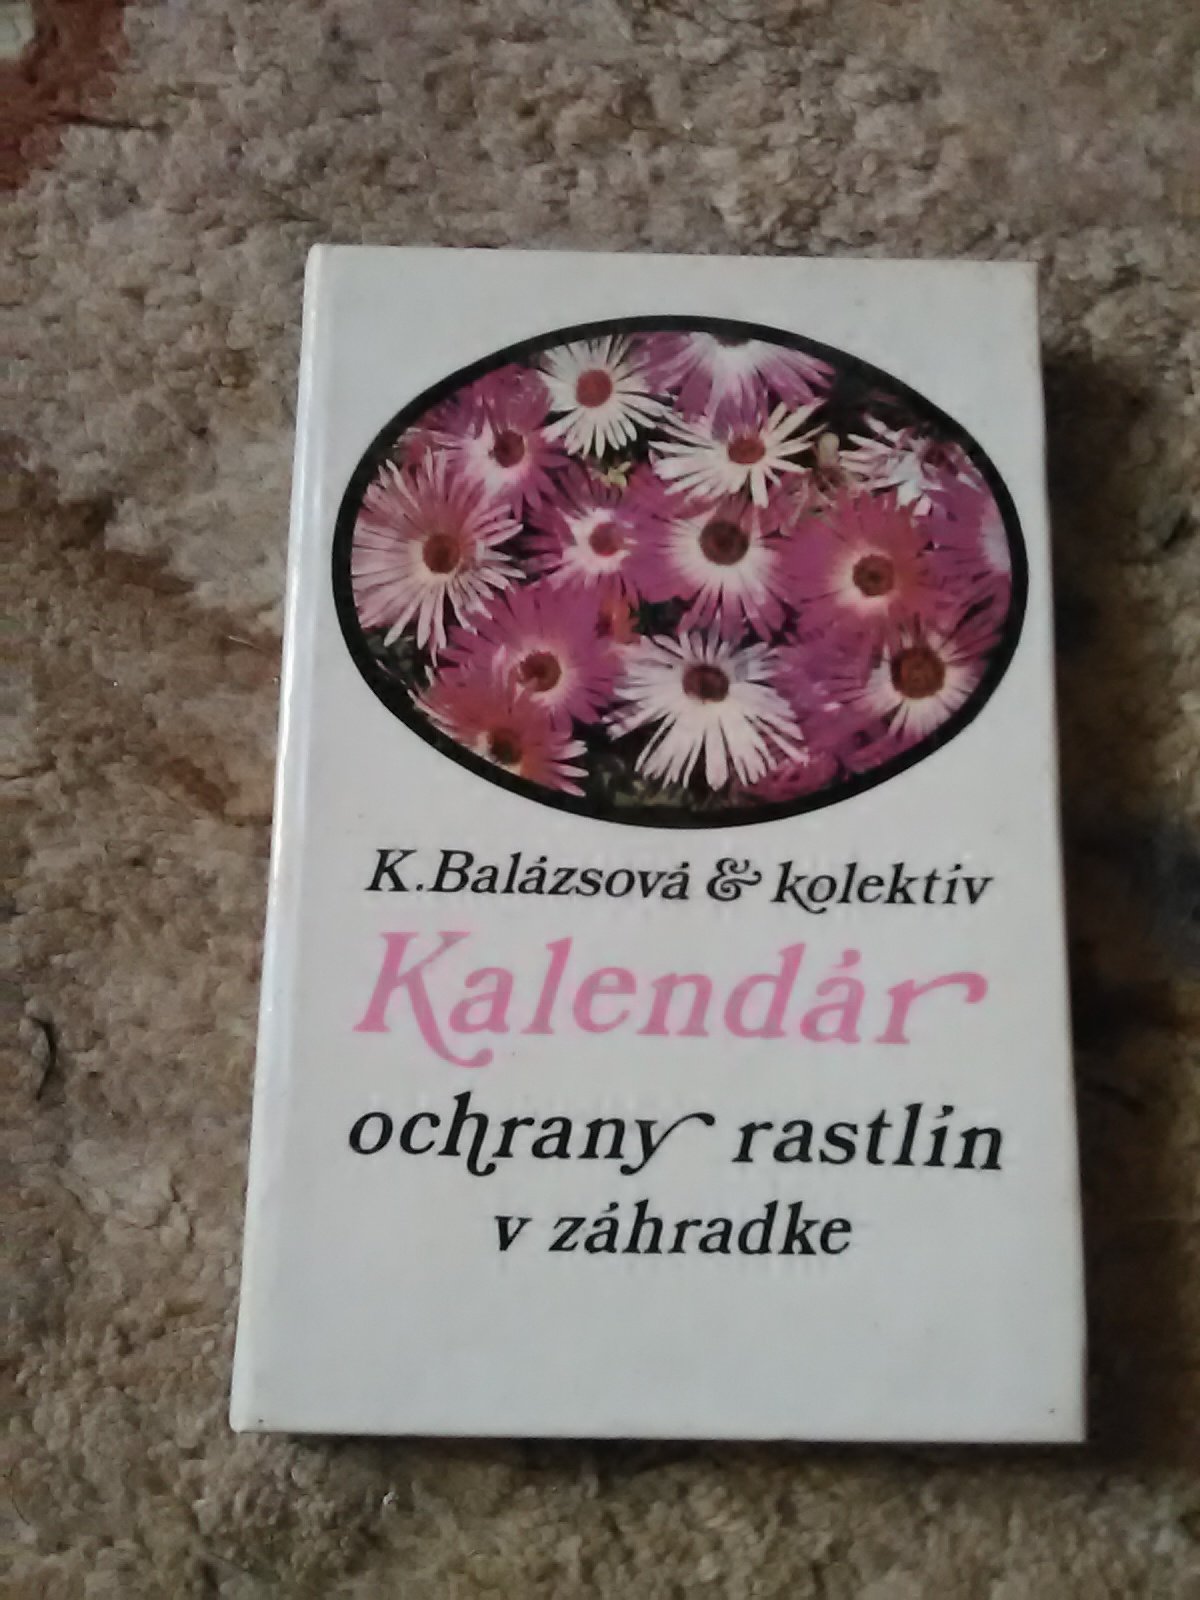 K. Balázsová & kolektív
Kalendár
ochrany rastlín
v záhradke